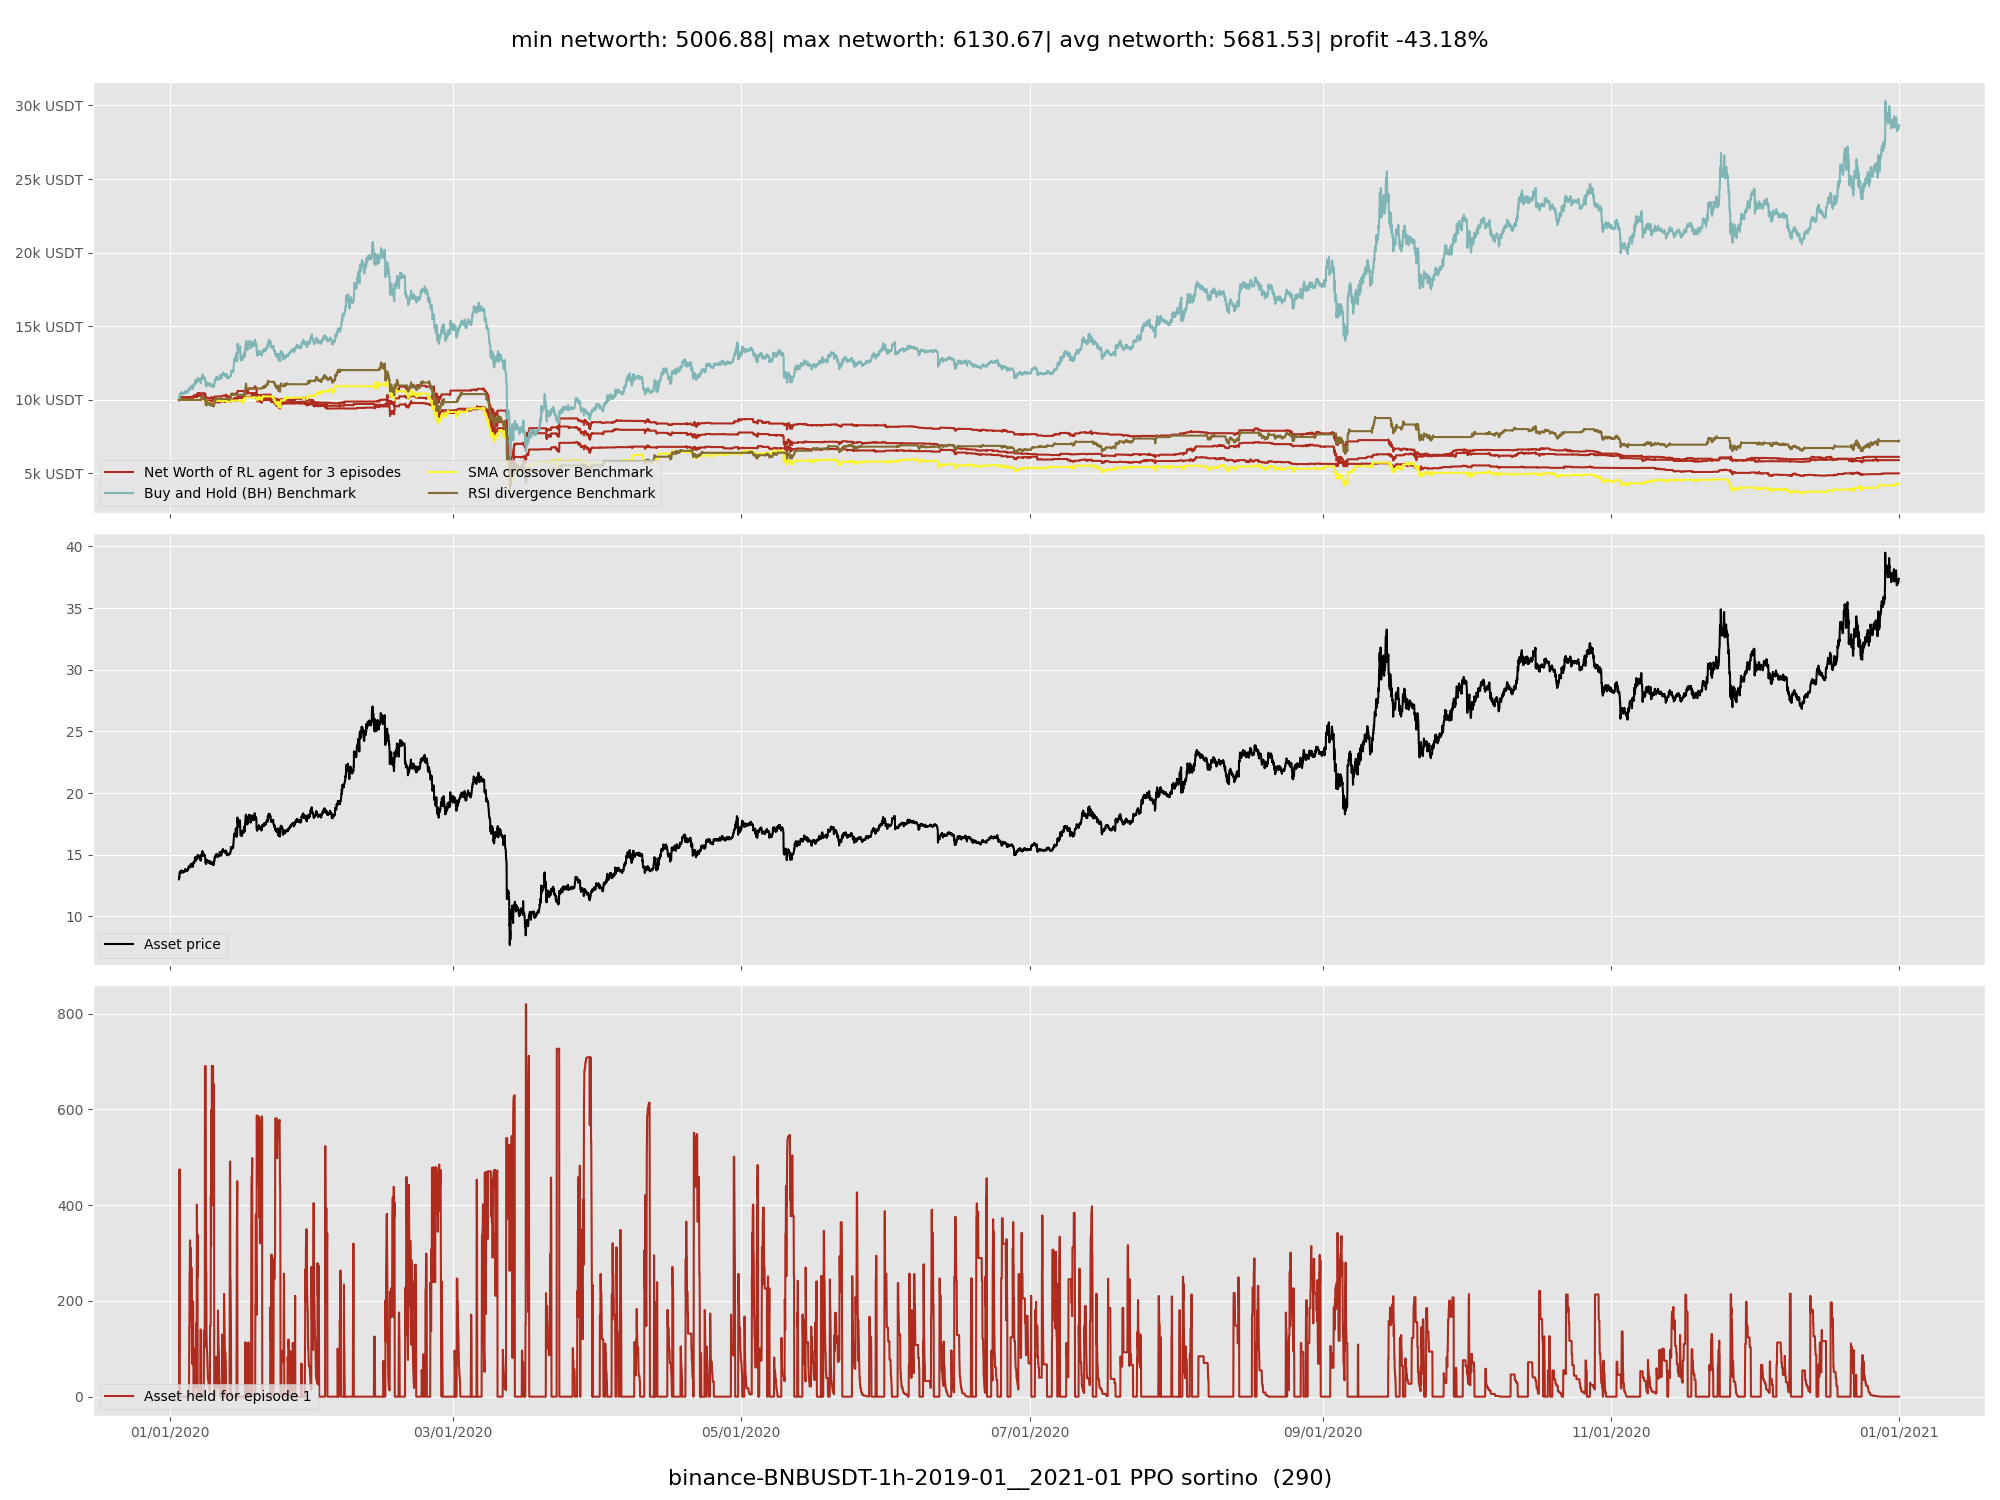 min networth: 5006.88| max networth: 6130.67| avg networth: 5681.53| profit -43.18%
30k USDT
25k USDT
20k USDT
15k USDT
10k USDT
5k USDT
Net Worth of RL agent for 3 episodes
Buy and Hold (BH) Benchmark
SMA crossover Benchmark
RSI divergence Benchmark
40
35
30
25
20
15
10
Asset price
800
600
400
200
0
Asset held for episode 1
01/01/2020
03/01/2020
05/01/2020
07/01/2020
09/01/2020
11/01/2020
01/01/2021
binance-BNBUSDT-1h-2019-01__2021-01 PPO sortino (290)